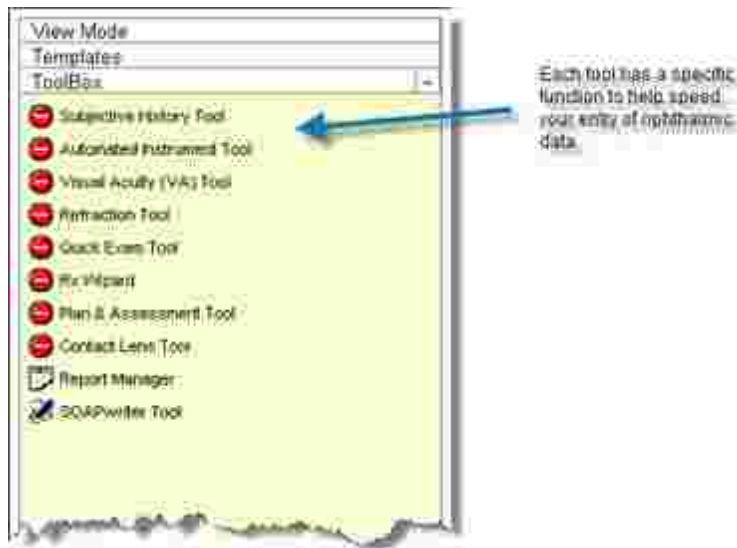 View Mode
Templates
ToolBox
Subjective History Tool
Automated Instrument Tool
Visual Acuity (VA) Tool
Refraction Tool
Quick Exam Tool
Rx Wizard
Plan & Assessment Tool
Contact Lens Tool
Report Manager
SOAPwriter Tool
Each tool has a specific
function to help speed
your entry of ophthalmic
data.